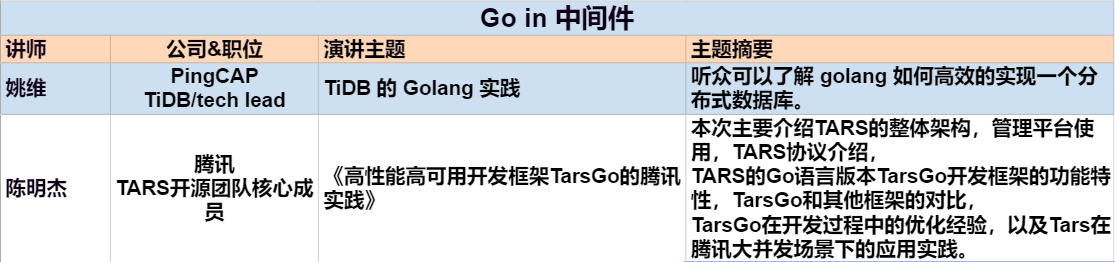 Go in 中间件
讲师
公司&职位
演讲主题
主题摘要
姚维
PingCAP
TiDB/tech lead
TiDB 的 Golang 实践
听众可以了解 golang 如何高效的实现一个分
布式数据库。
陈明杰
腾讯
TARS开源团队核心成
员
《高性能高可用开发框架TarsGo的腾讯
实践》
本次主要介绍TARS的整体架构，管理平台使
用，TARS协议介绍，
TARS的Go语言版本TarsGo开发框架的功能特
性，TarsGo和其他框架的对比，
TarsGo在开发过程中的优化经验，以及Tars在
腾讯大并发场景下的应用实践。